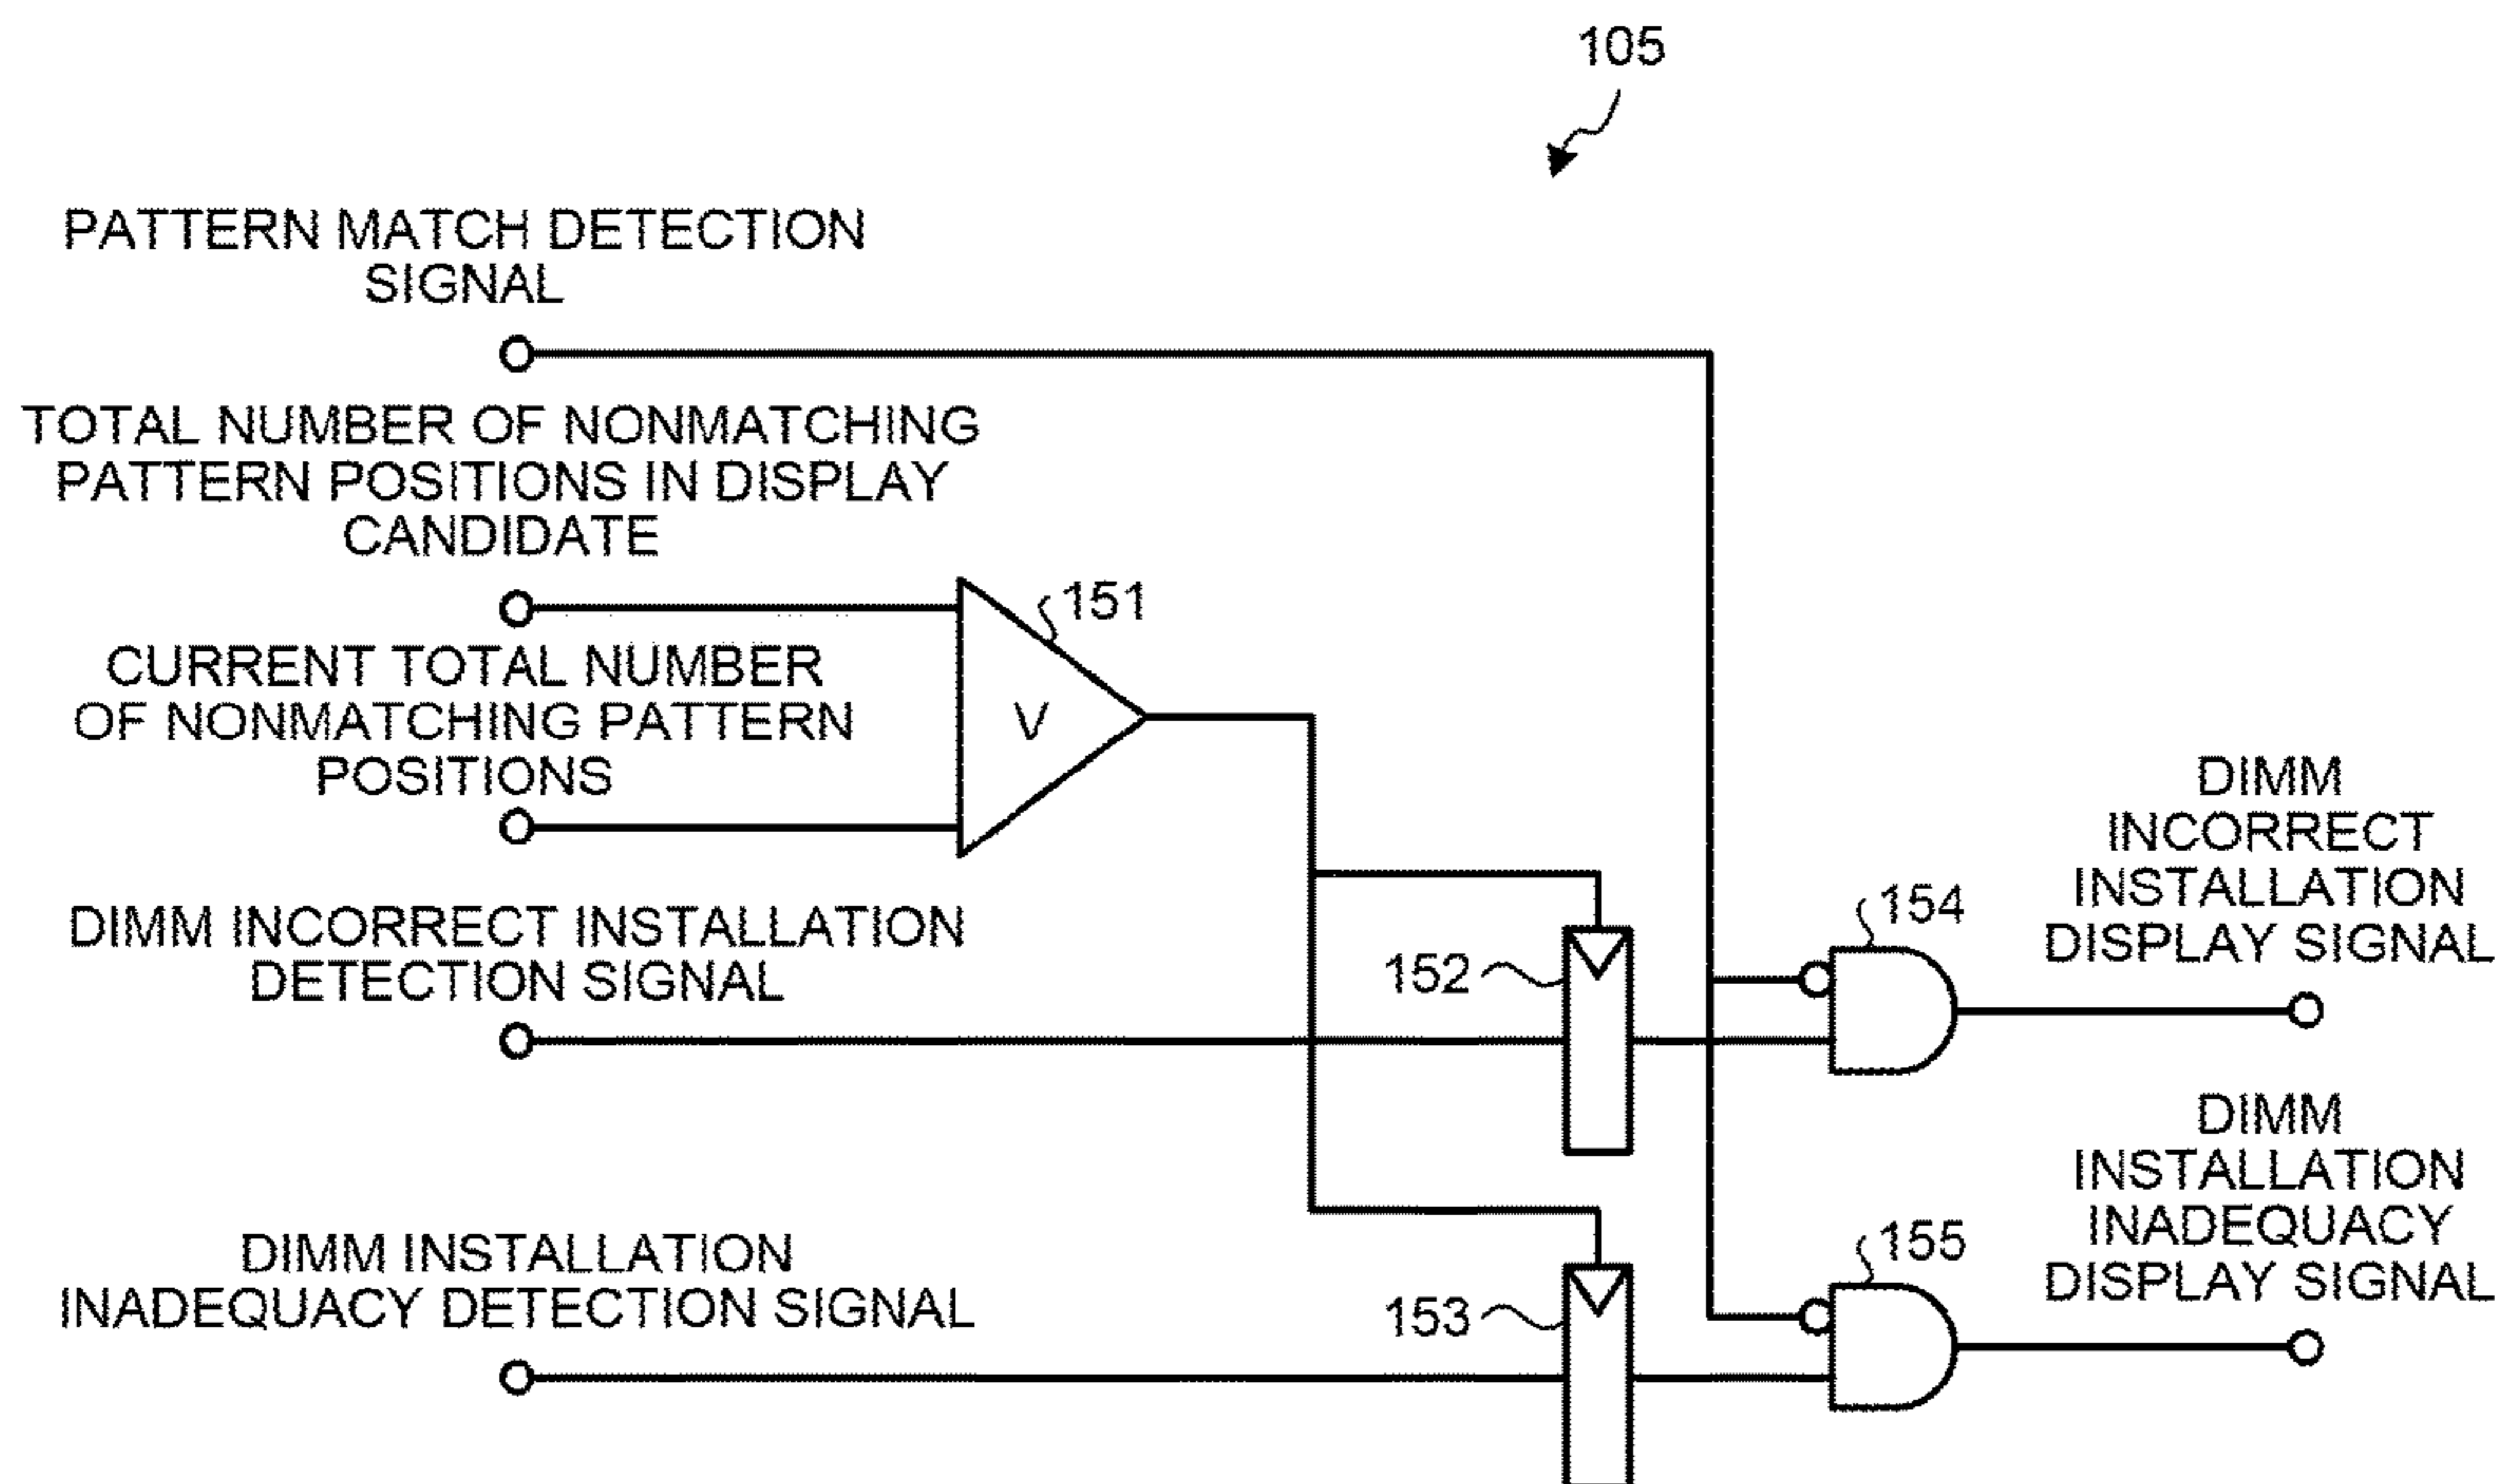 105
PATTERN MATCH DETECTION
SIGNAL
TOTAL NUMBER OF NONMATCHING
PATTERN POSITIONS IN DISPLAY
CANDIDATE
151
CURRENT TOTAL NUMBER
OF NONMATCHING PATTERN
POSITIONS
V
DIMM INCORRECT INSTALLATION
DETECTION SIGNAL
152
154
DIMM
INCORRECT
INSTALLATION
DISPLAY SIGNAL
DIMM INSTALLATION
INADEQUACY DETECTION SIGNAL
153
155
DIMM
INSTALLATION
INADEQUACY
DISPLAY SIGNAL